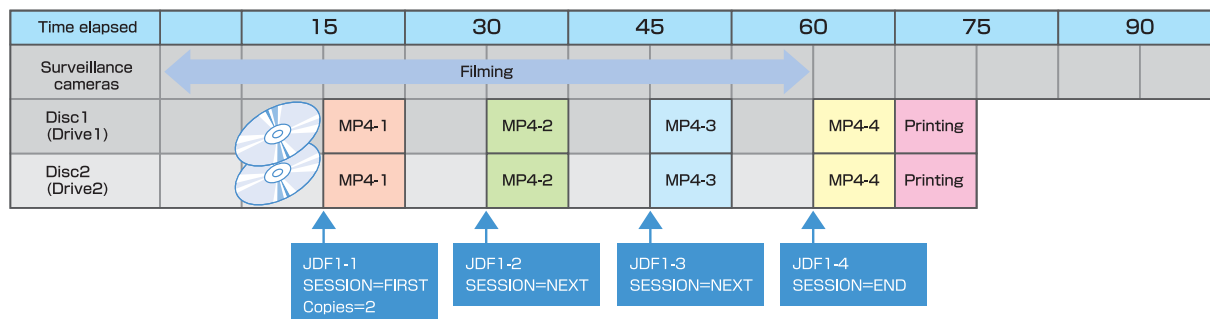 Time elapsed 15 30 45 60 75 90
Surveillance
cameras
Filming
Disc1
(Drive1)
MP4-1 MP4-2 MP4-3 MP4-4 Printing
Disc2
(Drive2)
MP4-1 MP4-2 MP4-3 MP4-4 Printing
JDF1-1
SESSION=FIRST
Copies=2
JDF1-2
SESSION=NEXT
JDF1-3
SESSION=NEXT
JDF1-4
SESSION=END